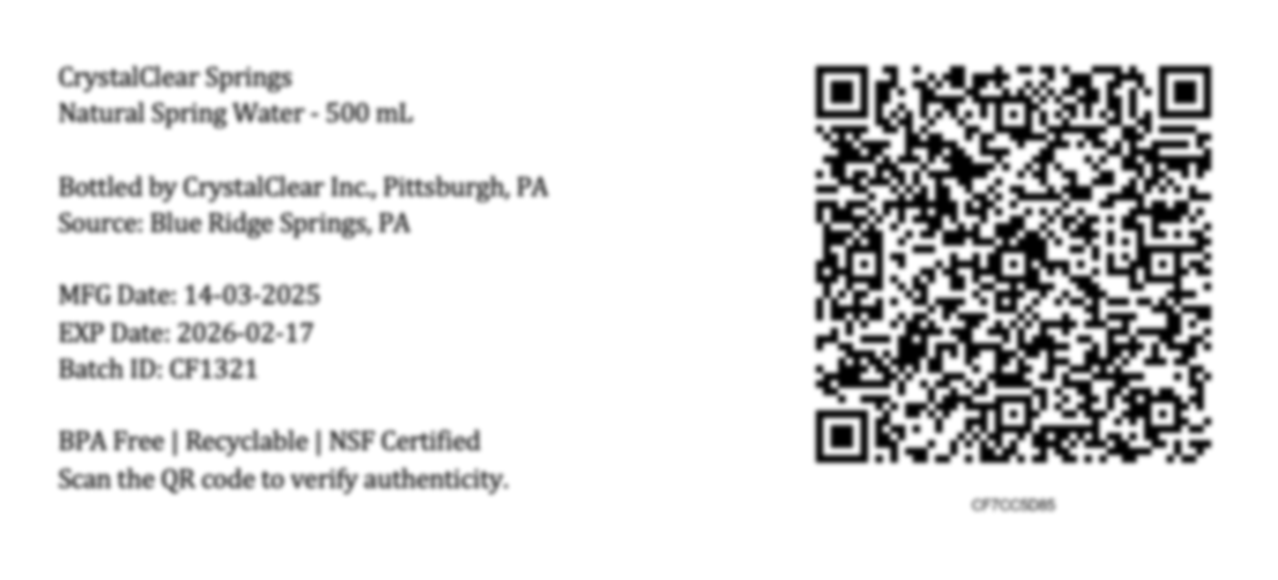 CrystalClear Springs
Natural Spring Water - 500 mL
Bottled by CrystalClear Inc., Pittsburgh, PA
Source: Blue Ridge Springs, PA
MFG Date: 14-03-2025
EXP Date: 2026-02-17
Batch ID: CF1321
BPA Free | Recyclable | NSF Certified
Scan the QR code to verify authenticity.
CF7CC5D85